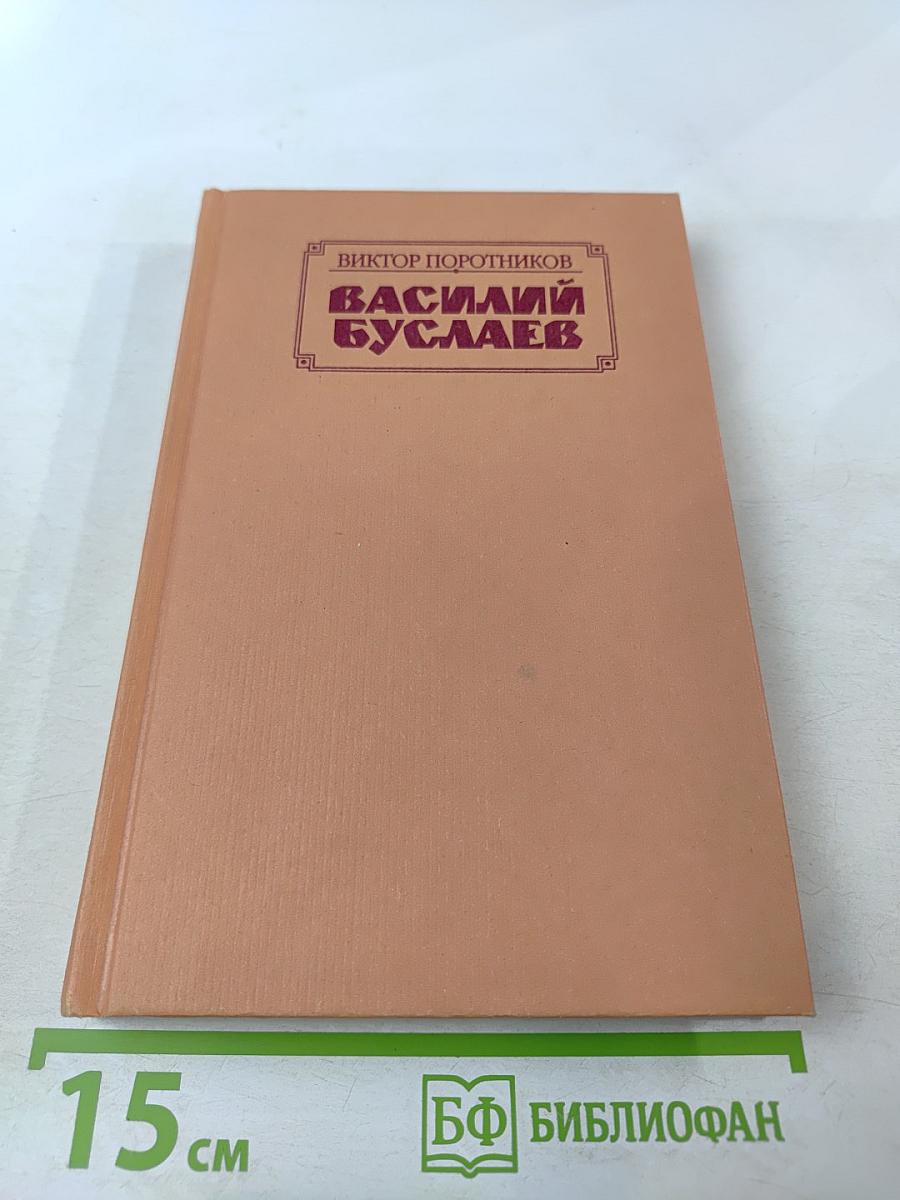 ВИКТОР ПОРОТНИКОВ
ВАСИЛИЙ
БУСЛАЕВ
15 см
БФ БИБЛИОФАН